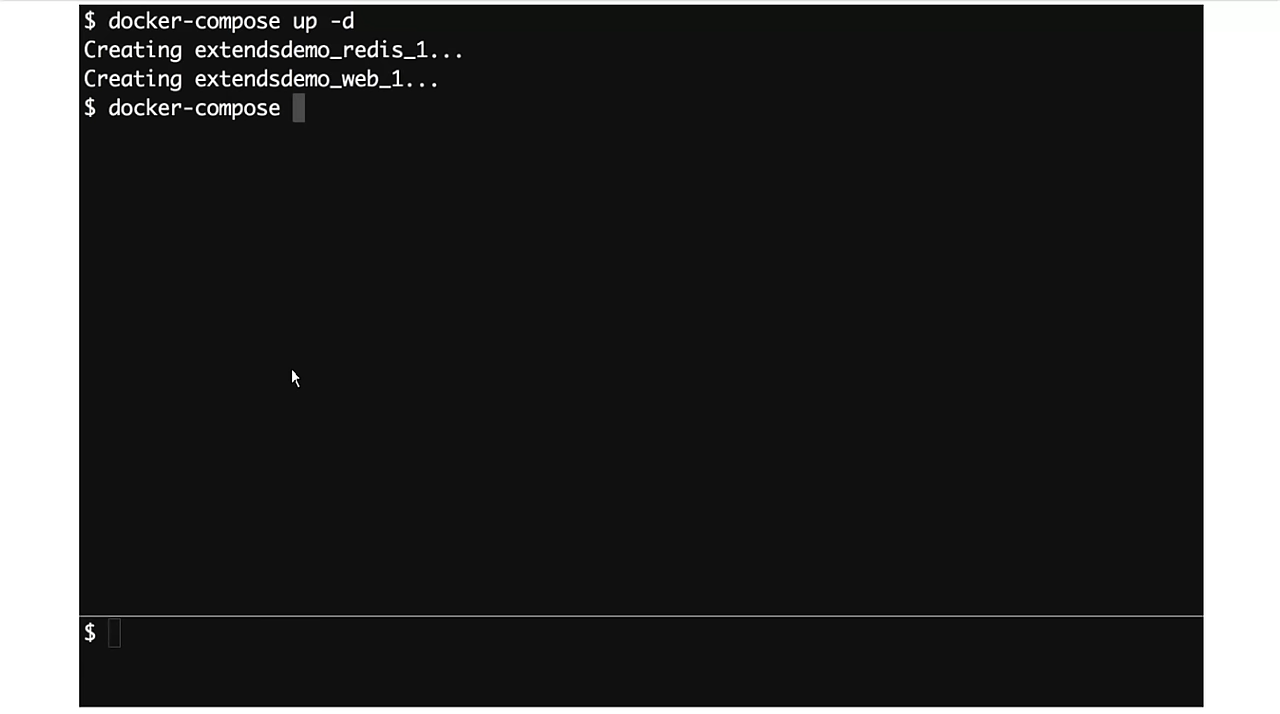 $ docker-compose up -d
Creating extendsdemo_redis_1...
Creating extendsdemo_web_1...
$ docker-compose
$